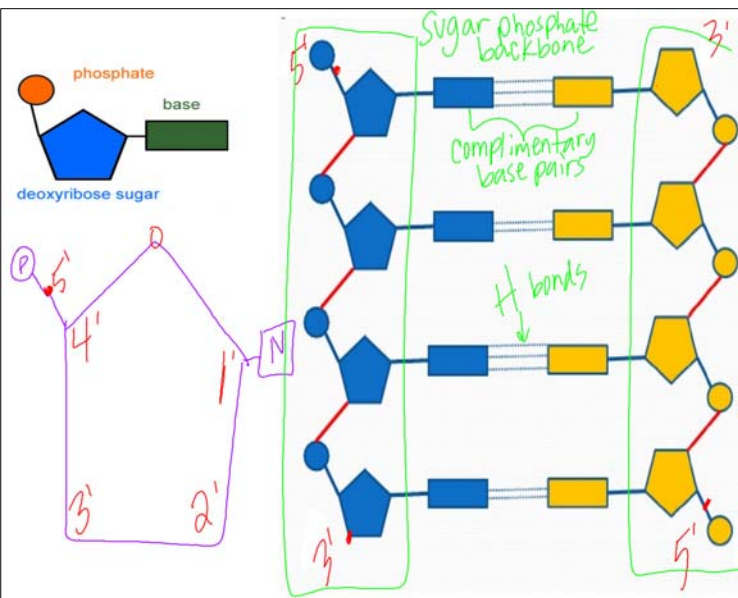 phosphate
base
deoxyribose sugar
P
5'
O
4'
1'
N
3'
2'
5'
Sugar phosphate
backbone
3'
complimentary
base pairs
H bonds
3'
5'